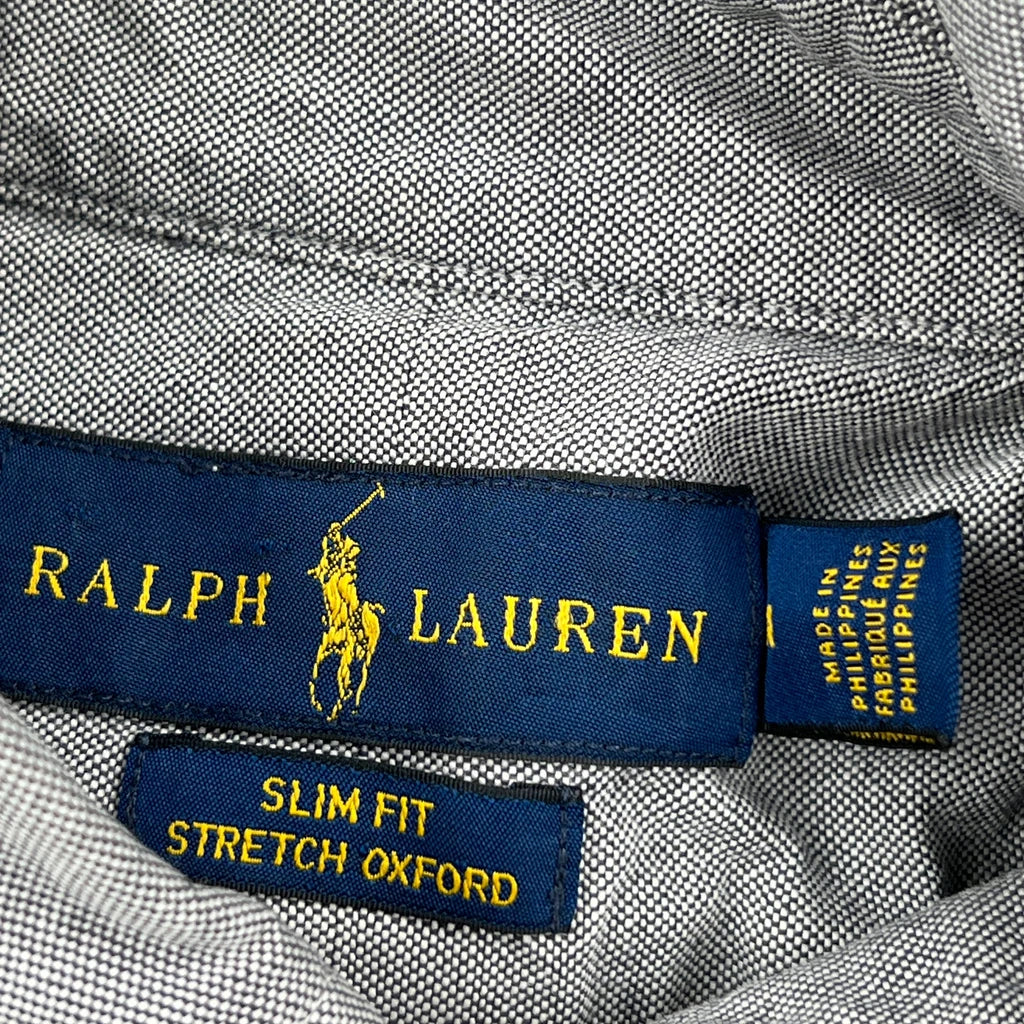 RALPH LAUREN
MADE IN
PHILIPPINES
FABRIQUÉ AUX
PHILIPPINES
SLIM FIT
STRETCH OXFORD